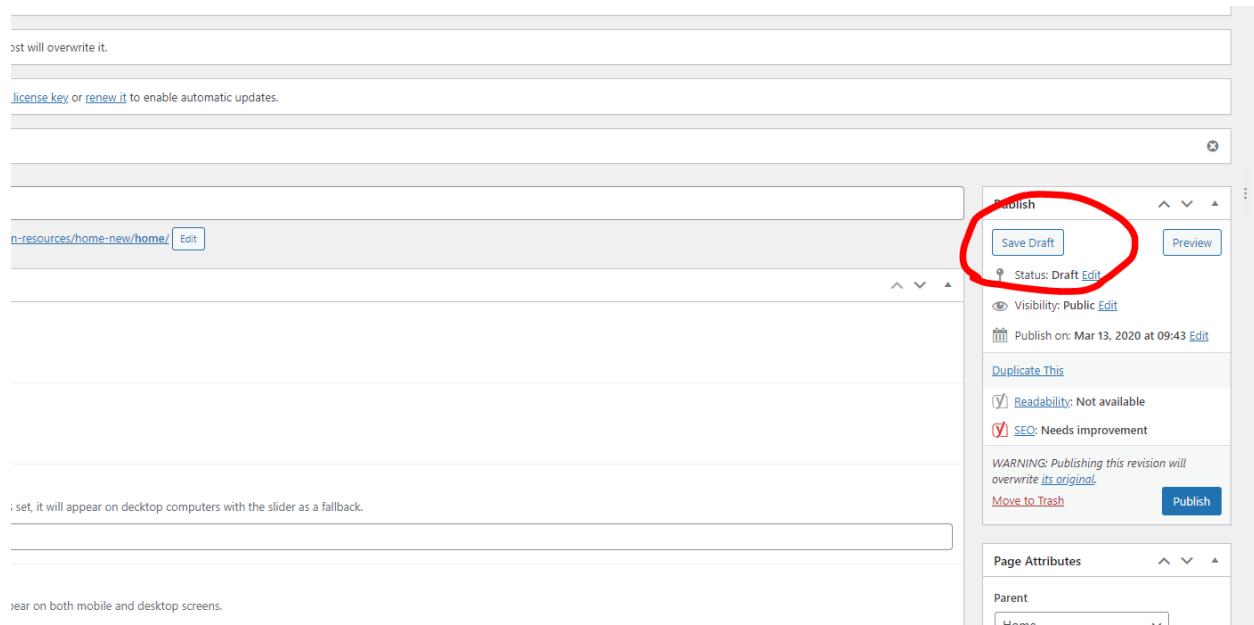 ost will overwrite it.
license key or renew it to enable automatic updates.
Publish
n-resources/home-new/home/ Edit
Save Draft
Preview
Status: Draft Edit
Visibility: Public Edit
Publish on: Mar 13, 2020 at 09:43 Edit
Duplicate This
Readability: Not available
SEO: Needs improvement
WARNING: Publishing this revision will
overwrite its original.
Move to Trash
Publish
s set, it will appear on decktop computers with the slider as a fallback.
Page Attributes
Parent
Home
pear on both mobile and desktop screens.